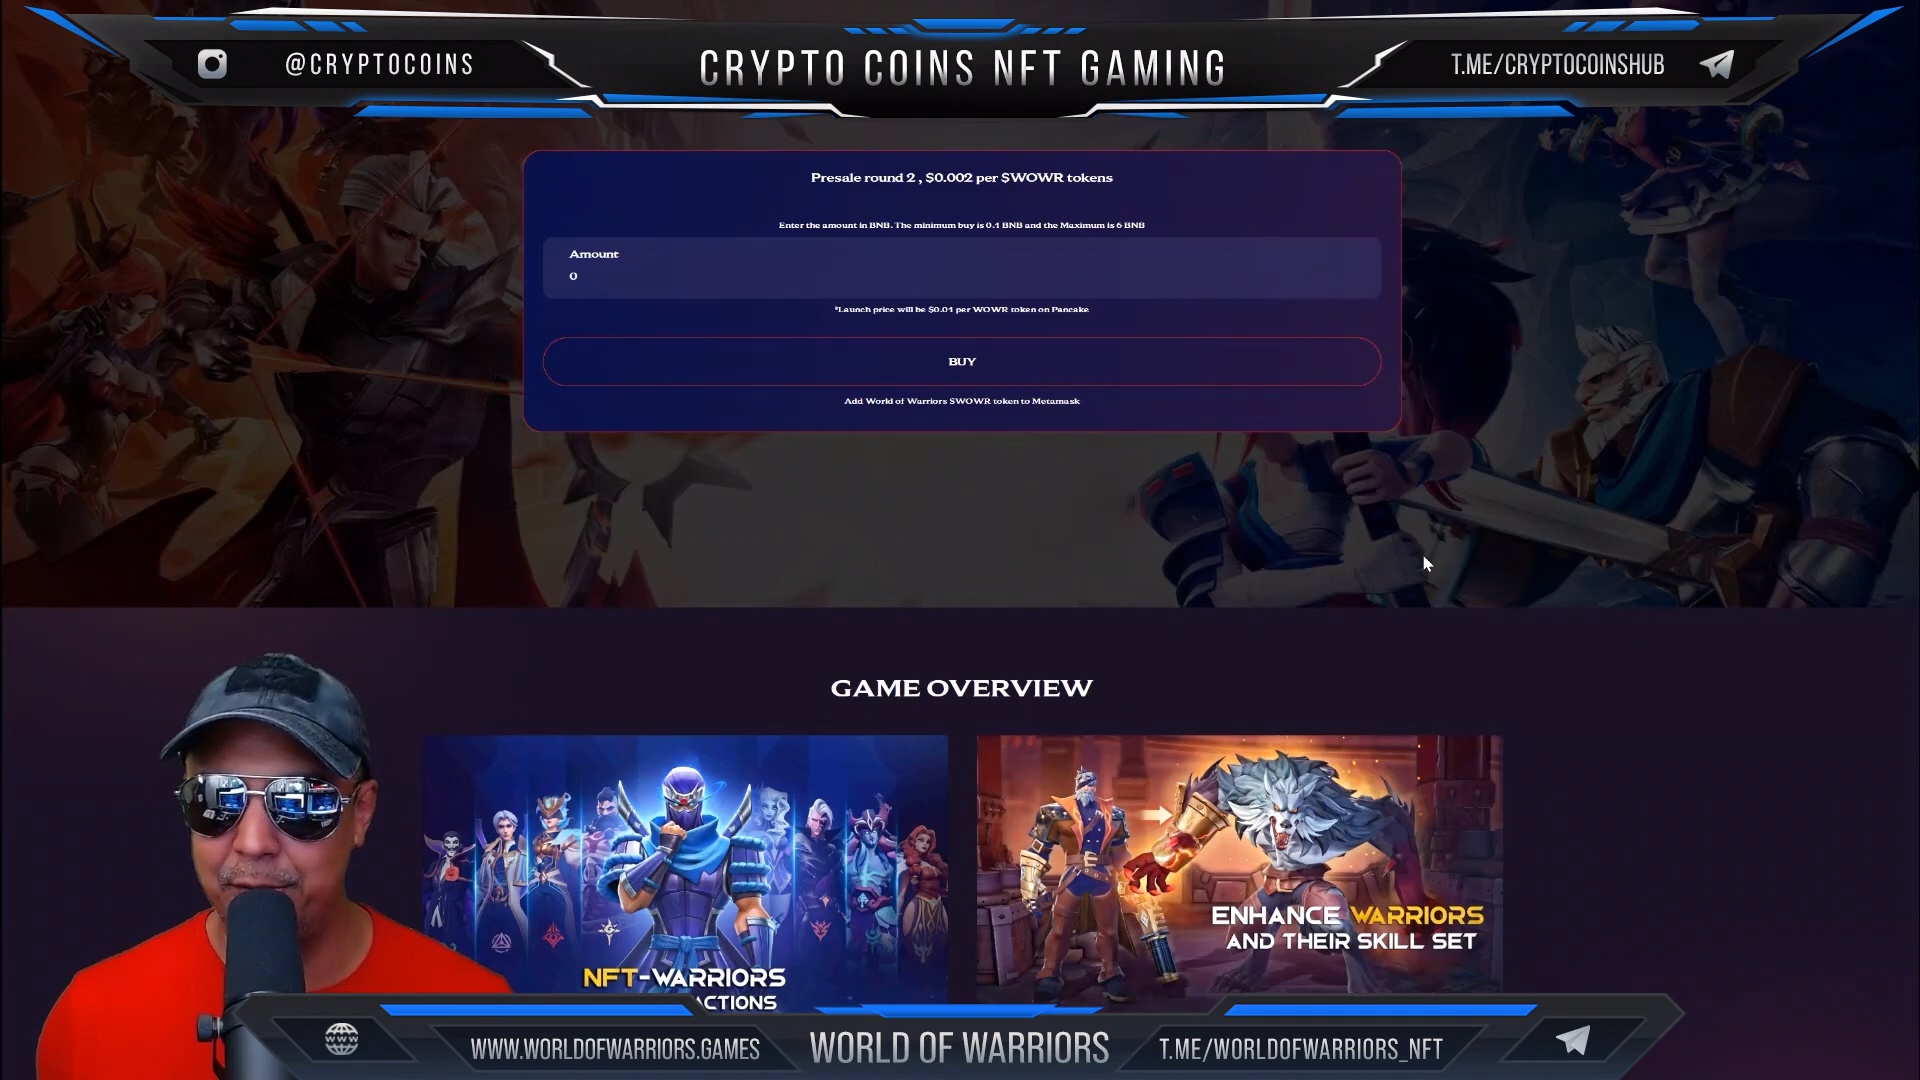 @CRYPTOCOINS
CRYPTO COINS NFT GAMING
T.ME/CRYPTOCOINSHUB
Presale round 2 , $0.002 per $WOWR tokens
Enter the amount in BNB. The minimum buy is 0.1 BNB and the Maximum is 6 BNB
Amount
0
*Launch price will be $0.01 per WOWR token on Pancake
BUY
Add World of Warriors $WOWR token to Metamask
GAME OVERVIEW
NFT-WARRIORS
ACTIONS
ENHANCE WARRIORS
AND THEIR SKILL SET
WWW
WWW.WORLDOFWARRIORS.GAMES
WORLD OF WARRIORS
T.ME/WORLDOFWARRIORS_NFT